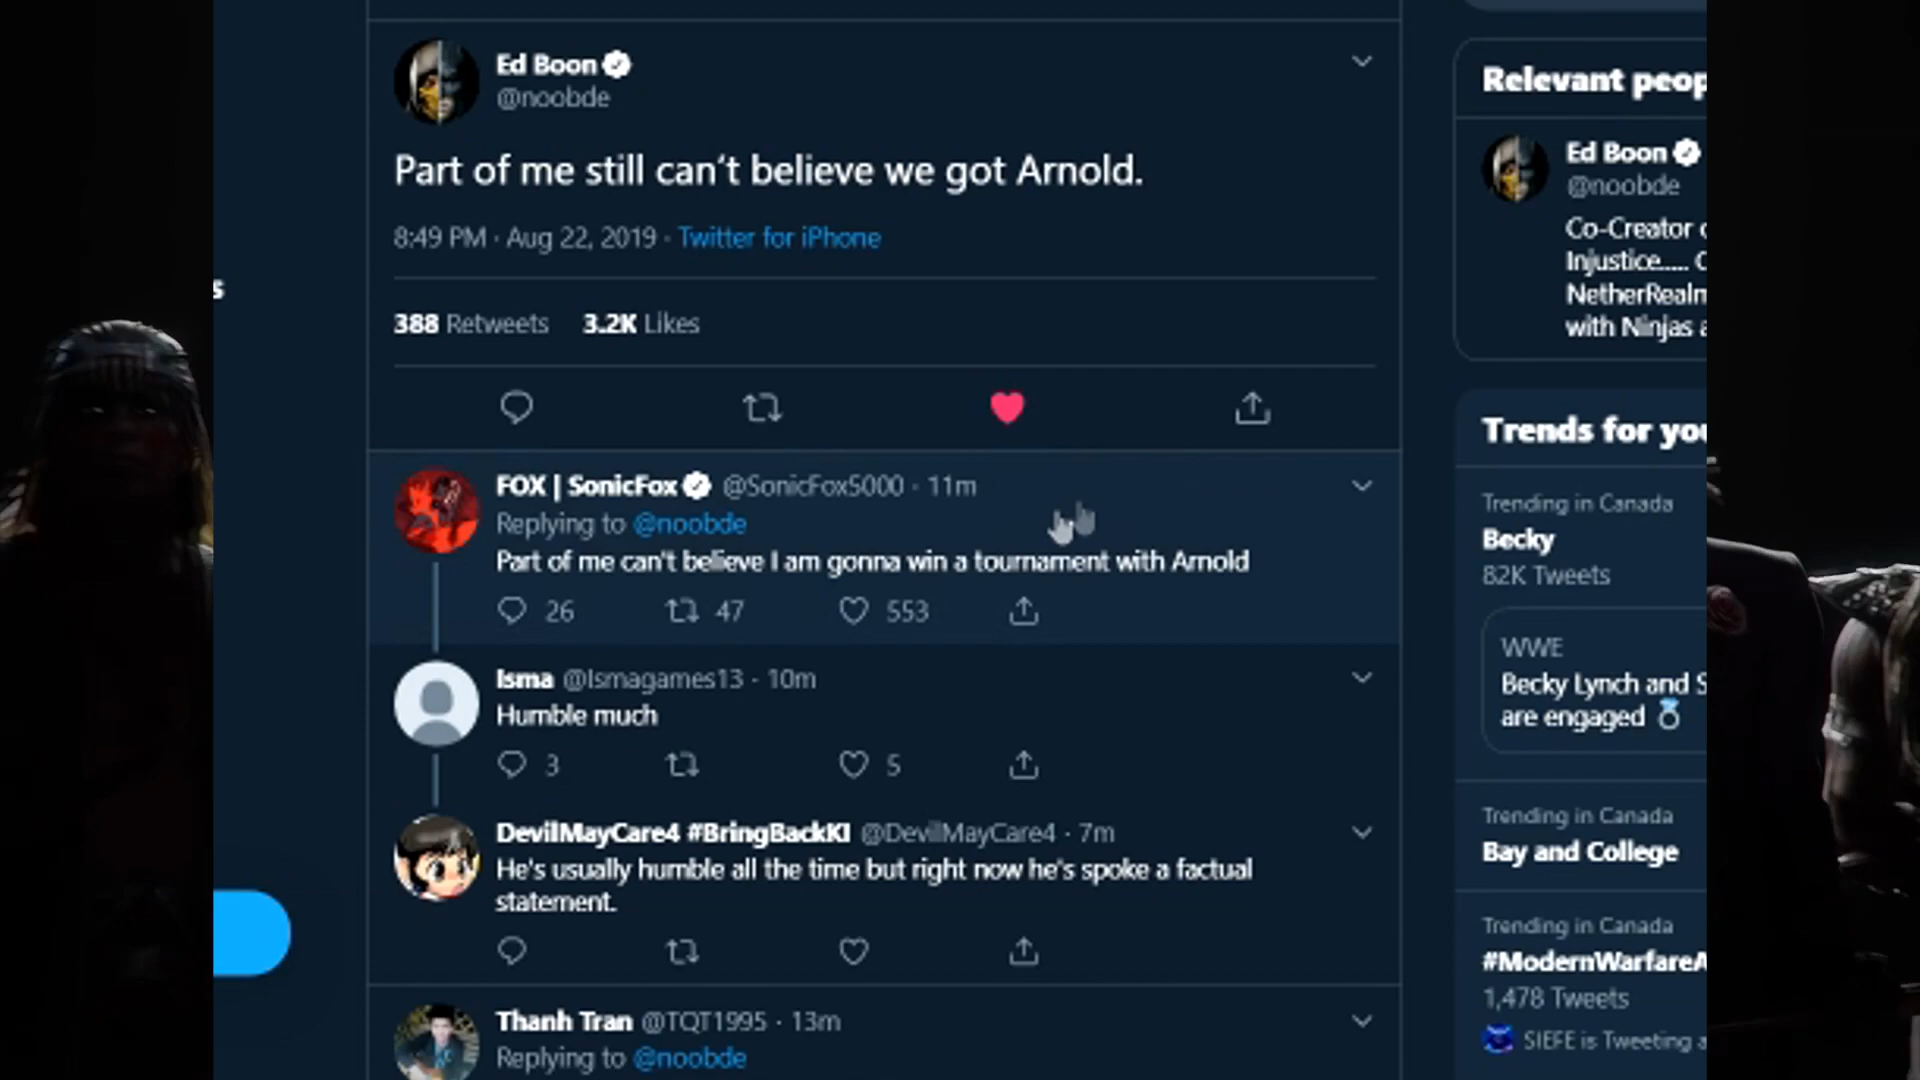 Ed Boon
@noobde
Part of me still can't believe we got Arnold.
8:49 PM · Aug 22, 2019 · Twitter for iPhone
388 Retweets 3.2K Likes
FOX | SonicFox @SonicFox5000 · 11m
Replying to @noobde
Part of me can't believe I am gonna win a tournament with Arnold
26 47 553
Isma @Ismagames13 · 10m
Humble much
3 5
DevilMayCare4 #BringBackKI @DevilMayCare4 · 7m
He's usually humble all the time but right now he's spoke a factual
statement.
Thanh Tran @TQT1995 · 13m
Replying to @noobde
s
Relevant peop
Ed Boon
@noobde
Co-Creator
Injustice.....
NetherRealm
with Ninjas
Trends for you
Trending in Canada
Becky
82K Tweets
WWE
Becky Lynch and S
are engaged
Trending in Canada
Bay and College
Trending in Canada
#ModernWarfareA
1,478 Tweets
SIEFE is Tweeting a